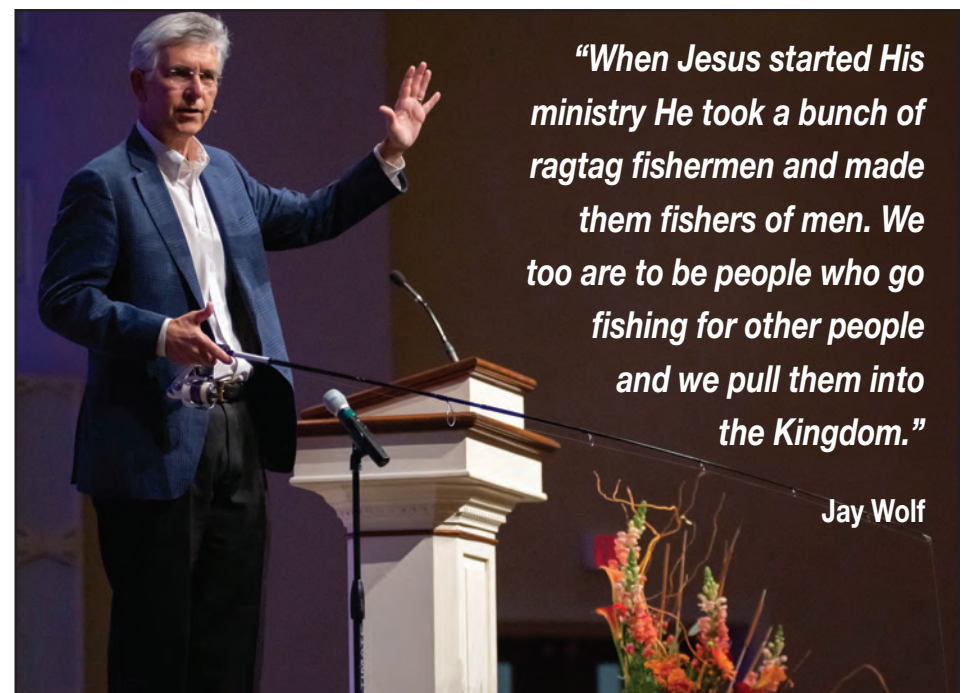 “When Jesus started His
ministry He took a bunch of
ragtag fishermen and made
them fishers of men. We
too are to be people who go
fishing for other people
and we pull them into
the Kingdom.”
Jay Wolf